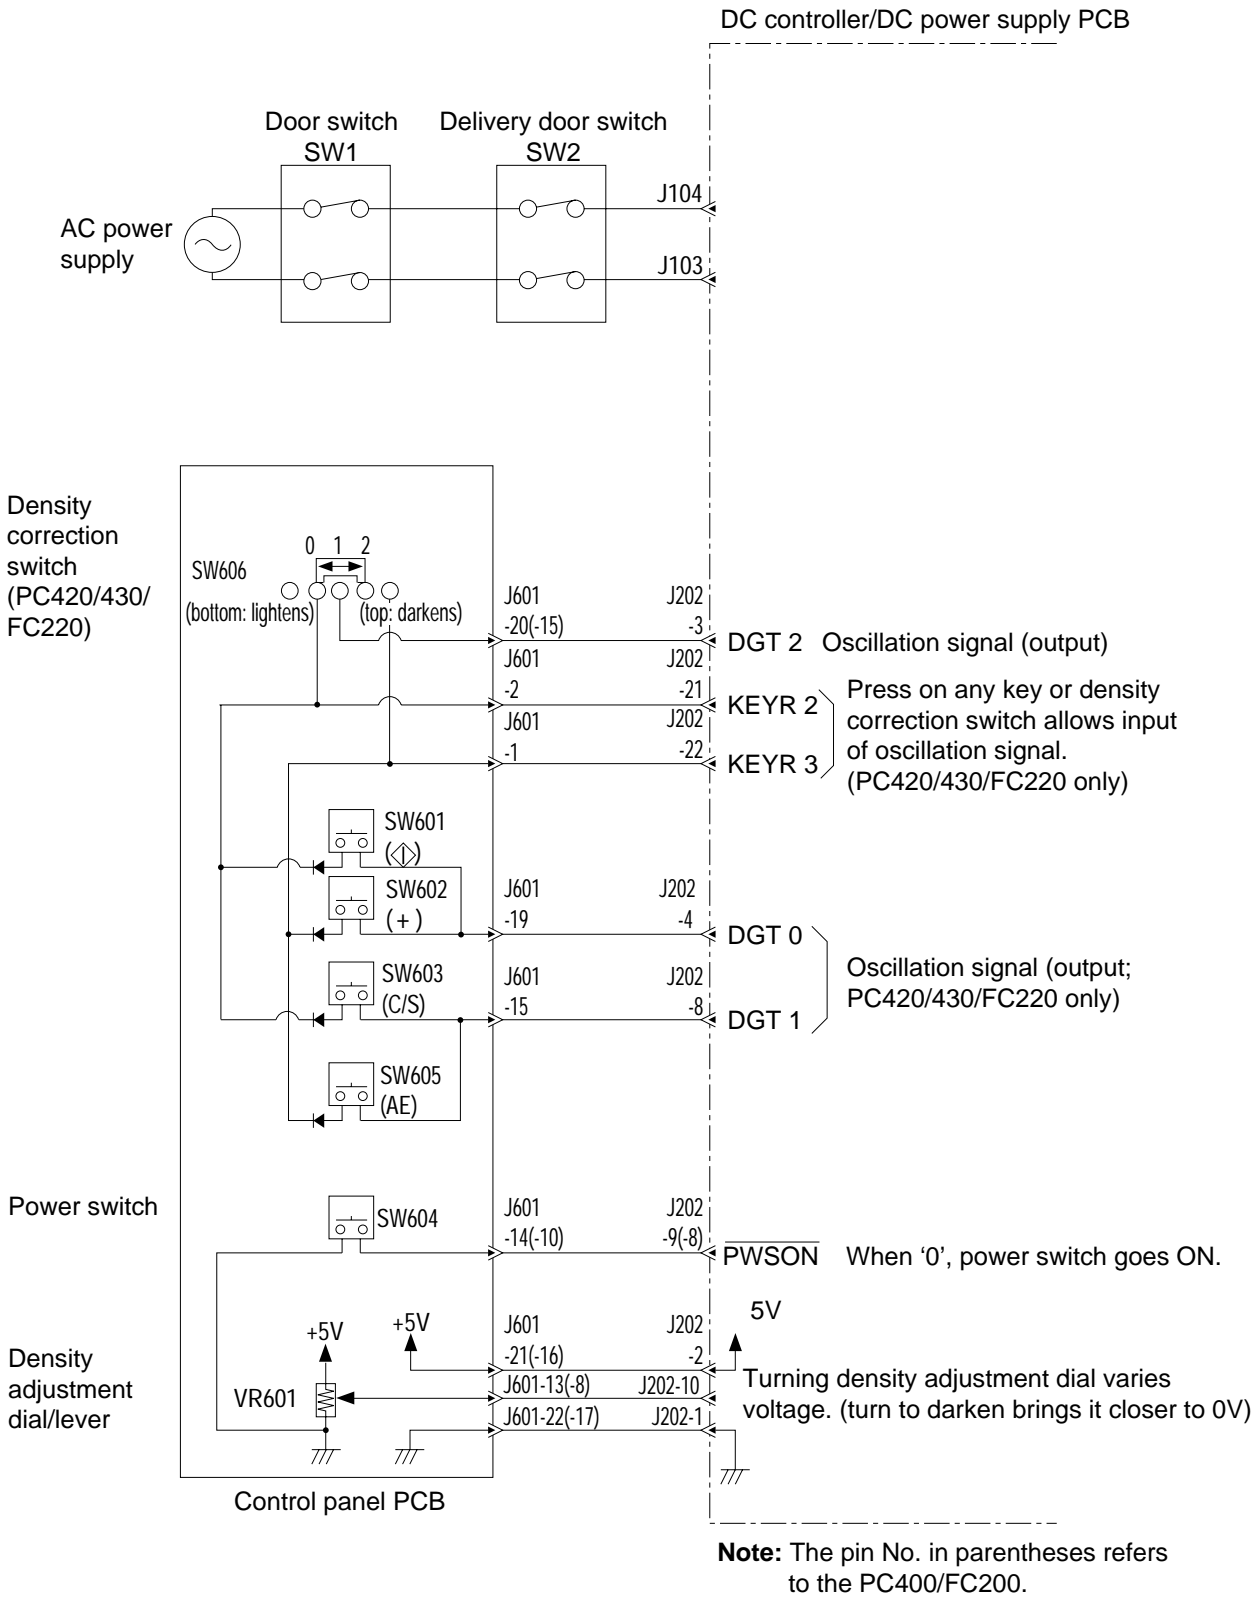 DC controller/DC power supply PCB
Door switch
SW1
Delivery door switch
SW2
J104
AC power
supply
J103
Density
correction
switch
(PC420/430/
FC220)
0 1 2
SW606
(bottom: lightens)
(top: darkens)
J601
J202
-20(-15)
-3
DGT 2 Oscillation signal (output)
J601
J202
-2
-21
KEYR 2
J601
J202
-1
-22
KEYR 3
Press on any key or density
correction switch allows input
of oscillation signal.
(PC420/430/FC220 only)
SW601
SW602
(+)
J601
J202
-19
-4
DGT 0
SW603
(C/S)
J601
J202
-15
-8
DGT 1
Oscillation signal (output;
PC420/430/FC220 only)
SW605
(AE)
Power switch
SW604
J601
J202
-14(-10)
-9(-8)
PWSON When ‘0’, power switch goes ON.
5V
+5V
+5V
J601
J202
-21(-16)
-2
Density
adjustment
dial/lever
VR601
J601-13(-8)
J202-10
J601-22(-17)
J202-1
Turning density adjustment dial varies
voltage. (turn to darken brings it closer to 0V)
Control panel PCB
Note: The pin No. in parentheses refers
to the PC400/FC200.